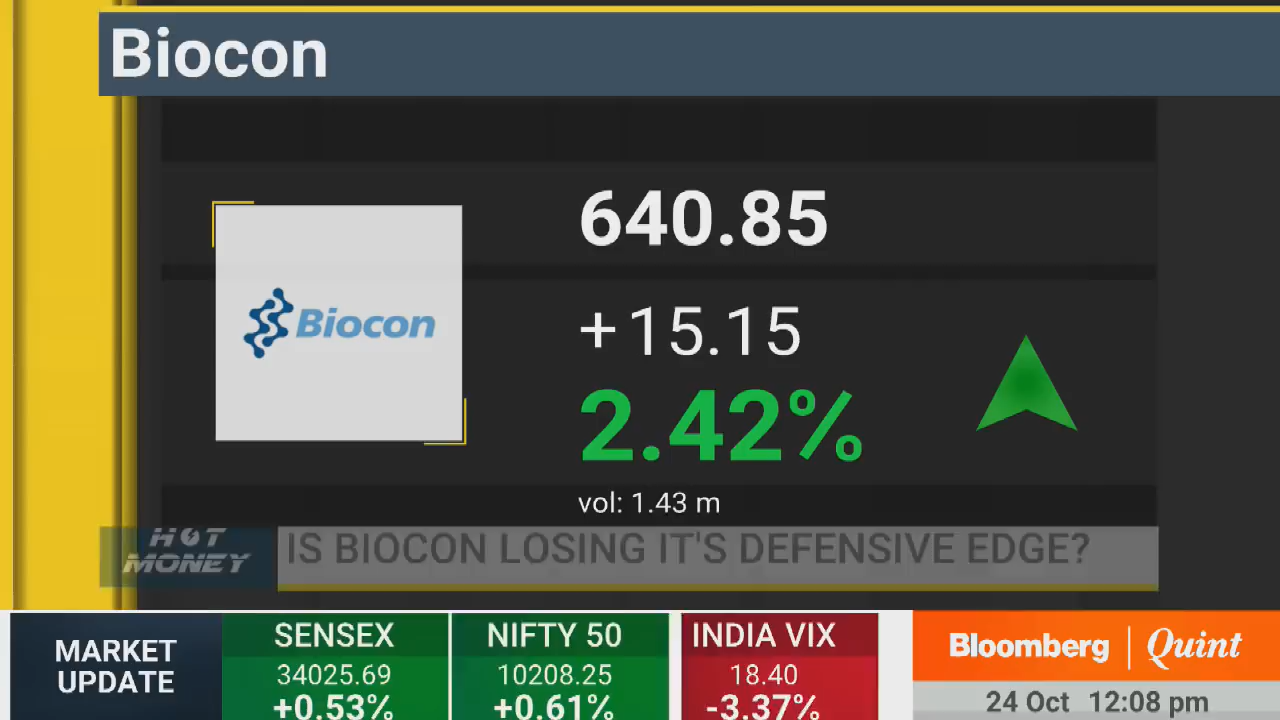 Biocon
640.85
Biocon
+15.15
2.42%
vol: 1.43 m
HOT
MONEY
IS BIOCON LOSING IT'S DEFENSIVE EDGE?
MARKET
UPDATE
SENSEX
34025.69
+0.53%
NIFTY 50
10208.25
+0.61%
INDIA VIX
18.40
-3.37%
Bloomberg | Quint
24 Oct 12:08 pm